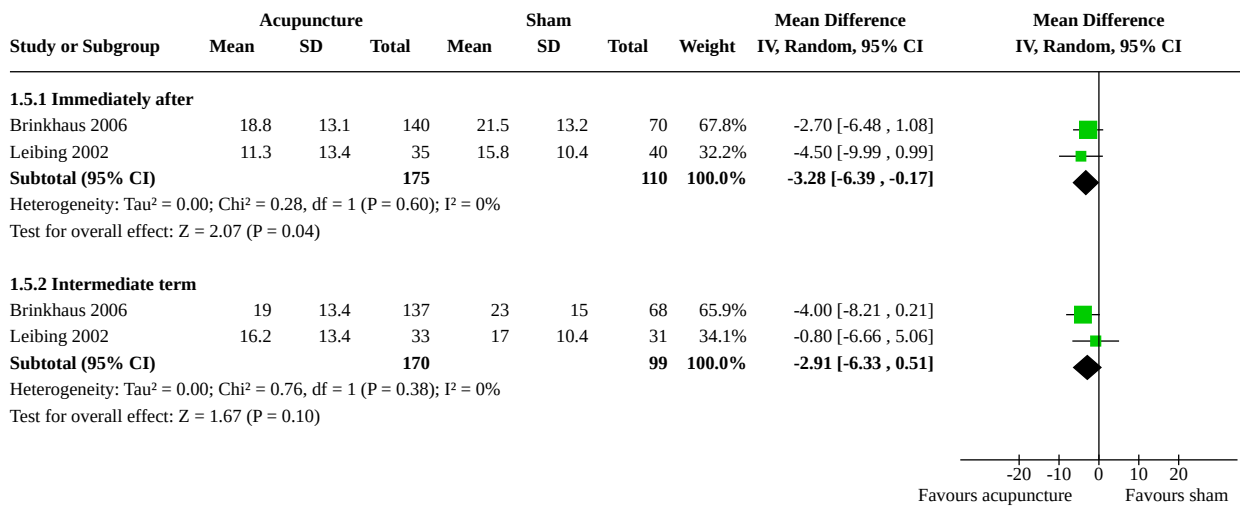 Acupuncture Sham Mean Difference Mean Difference
Study or Subgroup Mean SD Total Mean SD Total Weight IV, Random, 95% CI IV, Random, 95% CI
1.5.1 Immediately after
Brinkhaus 2006 18.8 13.1 140 21.5 13.2 70 67.8% -2.70 [-6.48 , 1.08]
Leibing 2002 11.3 13.4 35 15.8 10.4 40 32.2% -4.50 [-9.99 , 0.99]
Subtotal (95% CI) 175 110 100.0% -3.28 [-6.39 , -0.17]
Heterogeneity: Tau² = 0.00; Chi² = 0.28, df = 1 (P = 0.60); I² = 0%
Test for overall effect: Z = 2.07 (P = 0.04)
1.5.2 Intermediate term
Brinkhaus 2006 19 13.4 137 23 15 68 65.9% -4.00 [-8.21 , 0.21]
Leibing 2002 16.2 13.4 33 17 10.4 31 34.1% -0.80 [-6.66 , 5.06]
Subtotal (95% CI) 170 99 100.0% -2.91 [-6.33 , 0.51]
Heterogeneity: Tau² = 0.00; Chi² = 0.76, df = 1 (P = 0.38); I² = 0%
Test for overall effect: Z = 1.67 (P = 0.10)
-20 -10 0 10 20
Favours acupuncture Favours sham